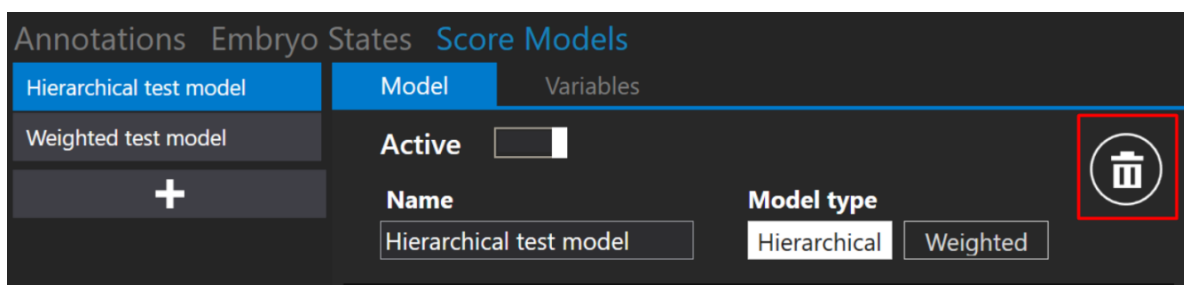 Annotations Embryo States Score Models
Hierarchical test model
Weighted test model
Model Variables
Active
Name
Hierarchical test model
Model type
Hierarchical Weighted